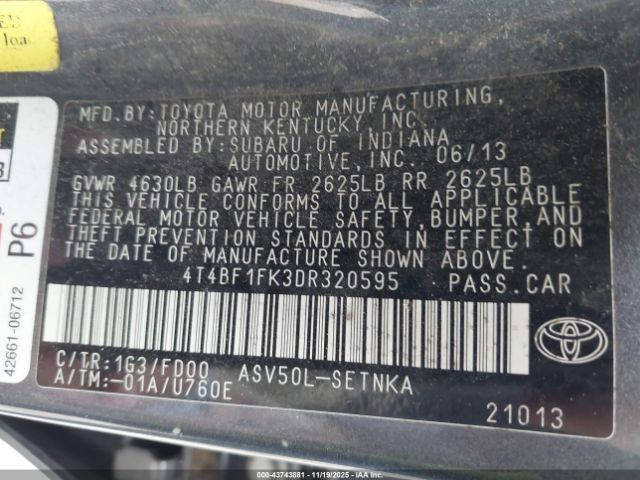 MFD.BY:TOYOTA MOTOR MANUFACTURING,
NORTHERN KENTUCKY,INC.
ASSEMBLED BY:SUBARU OF INDIANA
AUTOMOTIVE,INC. 06/13
GVWR 4630LB GAWR FR 2625LB RR 2625LB
THIS VEHICLE CONFORMS TO ALL APPLICABLE
FEDERAL MOTOR VEHICLE SAFETY,BUMPER,AND
THEFT PREVENTION STANDARDS IN EFFECT ON
THE DATE OF MANUFACTURE SHOWN ABOVE.
4T4BF1FK3DR320595 PASS.CAR
C/TR:1G3/FD00 ASV50L-SETNKA
A/TM:-01A/U760E
21013
TOYOTA
P6
42661-06712
000-43743881 - 11/19/2025 - IAAI.COM